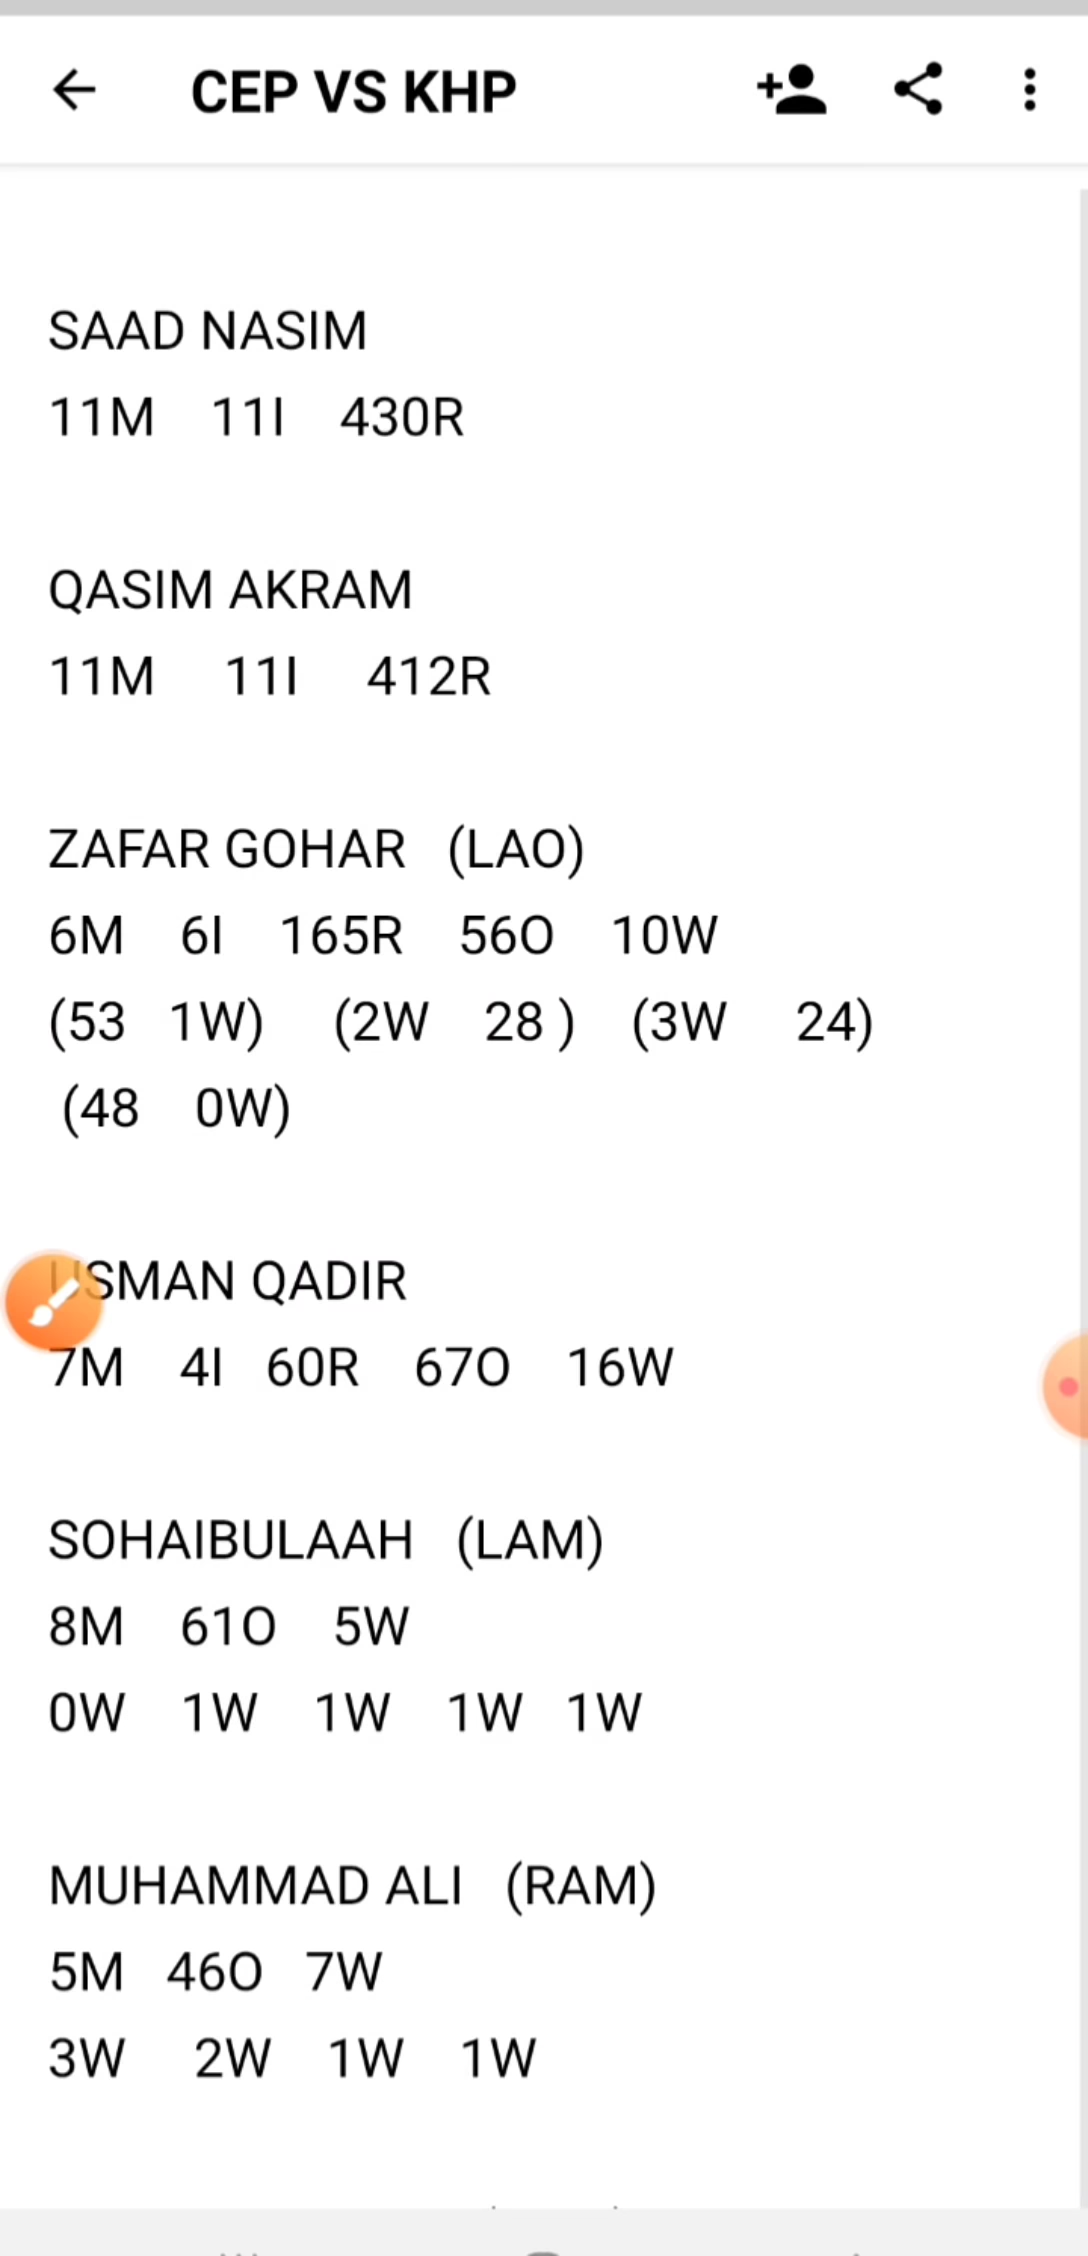 CEP VS KHP
SAAD NASIM
11M 11I 430R
QASIM AKRAM
11M 11I 412R
ZAFAR GOHAR (LAO)
6M 6I 165R 56O 10W
(53 1W) (2W 28 ) (3W 24)
(48 0W)
USMAN QADIR
7M 4I 60R 67O 16W
SOHAIBULAAH (LAM)
8M 61O 5W
0W 1W 1W 1W 1W
MUHAMMAD ALI (RAM)
5M 46O 7W
3W 2W 1W 1W